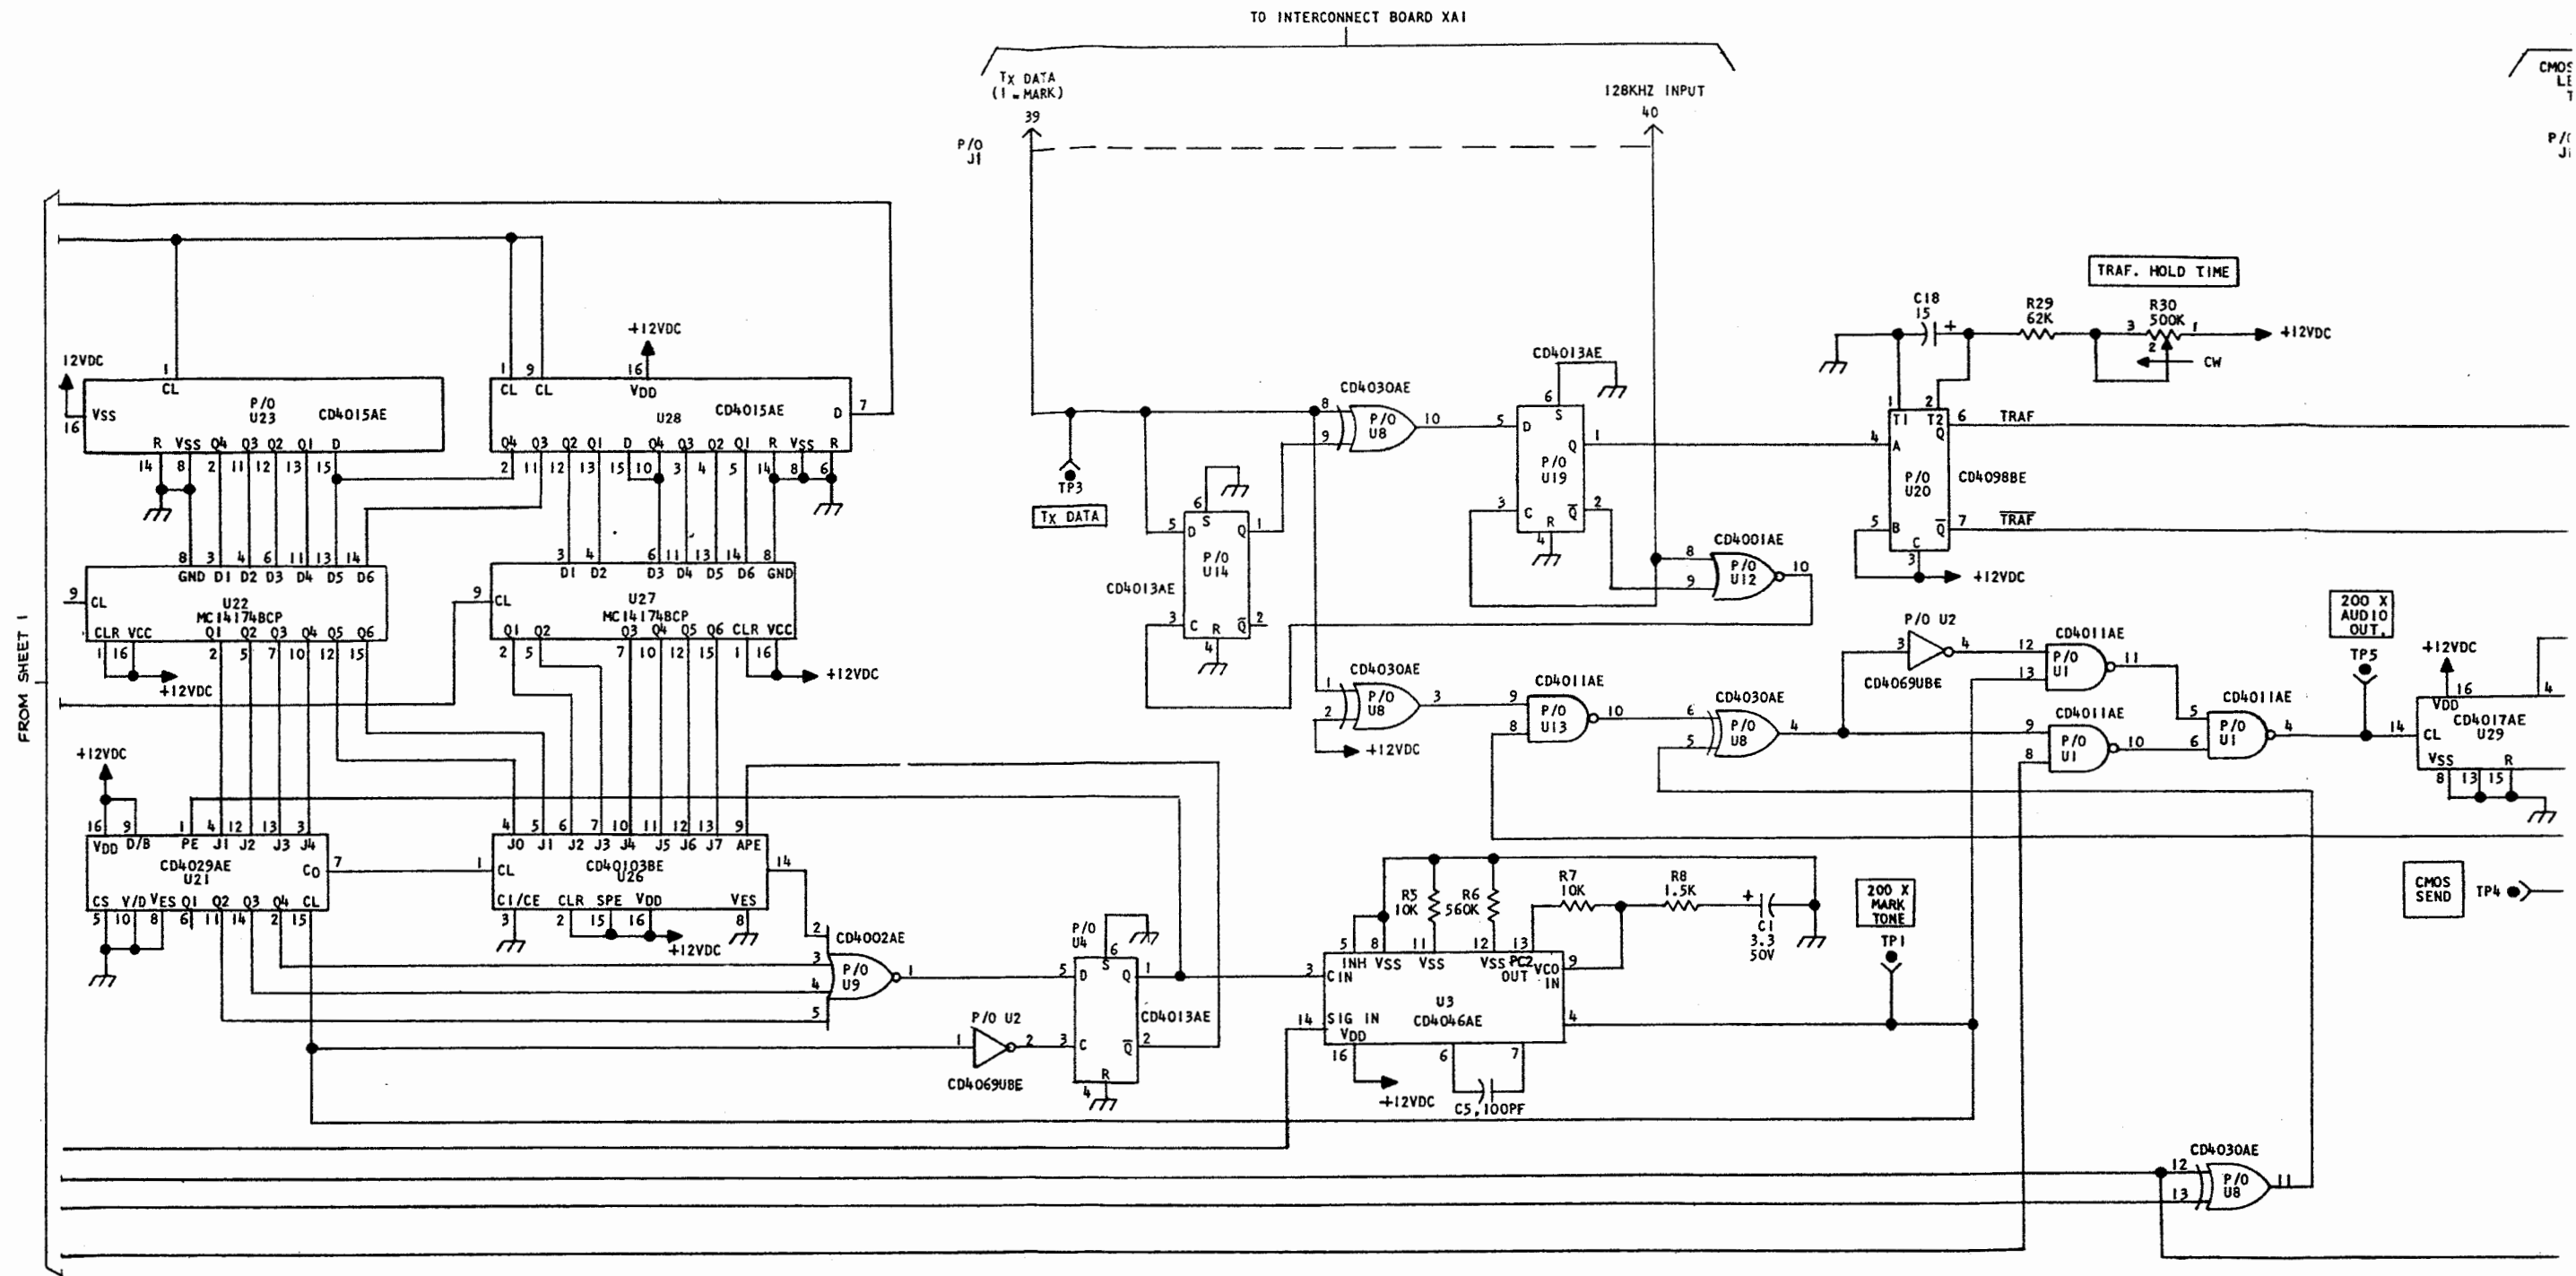 TO INTERCONNECT BOARD XA1
TX DATA
(1 = MARK)
39
128KHZ INPUT
40
P/O
J1
CMOS
P/O
FROM SHEET 1
TRAF. HOLD TIME
C18
15
+
R29
62K
R30
500K
3
1
2
+12VDC
CW
12VDC
16
VSS
1
CL
P/O
U23
CD4015AE
R VSS Q4 Q3 Q2 Q1 D
14 8 2 11 12 13 15
+12VDC
1 9 16
CL CL VDD
U28
CD4015AE
D 7
Q4 Q3 Q2 Q1 D Q4 Q3 Q2 Q1 R VSS R
2 11 12 13 15 10 3 4 5 14 8 6
8 3 4 6 11 13 14
GND D1 D2 D3 D4 D5 D6
9 CL
U22
MC14174BCP
CLR VCC Q1 Q2 Q3 Q4 Q5 Q6
1 16 2 5 7 10 12 15
+12VDC
3 4 6 11 13 14 8
D1 D2 D3 D4 D5 D6 GND
9 CL
U27
MC14174BCP
Q1 Q2 Q3 Q4 Q5 Q6 CLR VCC
2 5 7 10 12 15 1 16
+12VDC
+12VDC
16 9 1 4 12 13 3
VDD D/B PE J1 J2 J3 J4
CD4029AE
U21
CO 7
CS V/D VES Q1 Q2 Q3 Q4 CL
5 10 8 6 11 14 2 15
4 5 6 7 10 11 12 13 9
J0 J1 J2 J3 J4 J5 J6 J7 APE
1 CL
CD40103BE
U26
14
CI/CE CLR SPE VDD VES
3 2 15 16 8
+12VDC
2
3
4
5
CD4002AE
P/O
U9
1
P/O U2
1 2
CD4069UBE
P/O
U4
6
S
5 D Q 1
CD4013AE
3 C Q 2
R
4
TP3
TX DATA
6
S
5 D Q 1
P/O
U14
CD4013AE
3 C Q 2
R
4
CD4030AE
8
9
P/O
U8
10
CD4013AE
6
S
5 D
Q 1
P/O
U19
3 C Q 2
R
4
CD4001AE
8
9
P/O
U12
10
1 2
T1 T2
Q
6 TRAF
4 A
P/O
U20
CD4098BE
5 B Q 7 TRAF
C
3
+12VDC
CD4030AE
1
2
P/O
U8
3
+12VDC
CD4011AE
9
8
P/O
U13
10
CD4030AE
6
5
P/O
U8
4
P/O U2
3 4
CD4069UBE
CD4011AE
12
13
P/O
U1
11
CD4011AE
9
8
P/O
U1
10
CD4011AE
5
6
P/O
U1
4
200 X
AUDIO
OUT.
TP5
+12VDC
16 4
VDD
14 CL
CD4017AE
U29
VSS R
8 13 15
CMOS
SEND
TP4
R5
10K
R6
560K
R7
10K
R8
1.5K
+
C1
3.3
50V
5 8 11 12 13
INH VSS VSS VSS PC2
OUT
VCO
IN
9
3 CIN
U3
CD4046AE
14 SIG IN
VDD
16 6 7
4
+12VDC
C5,100PF
200 X
MARK
TONE
TP1
CD4030AE
12
13
P/O
U8
11